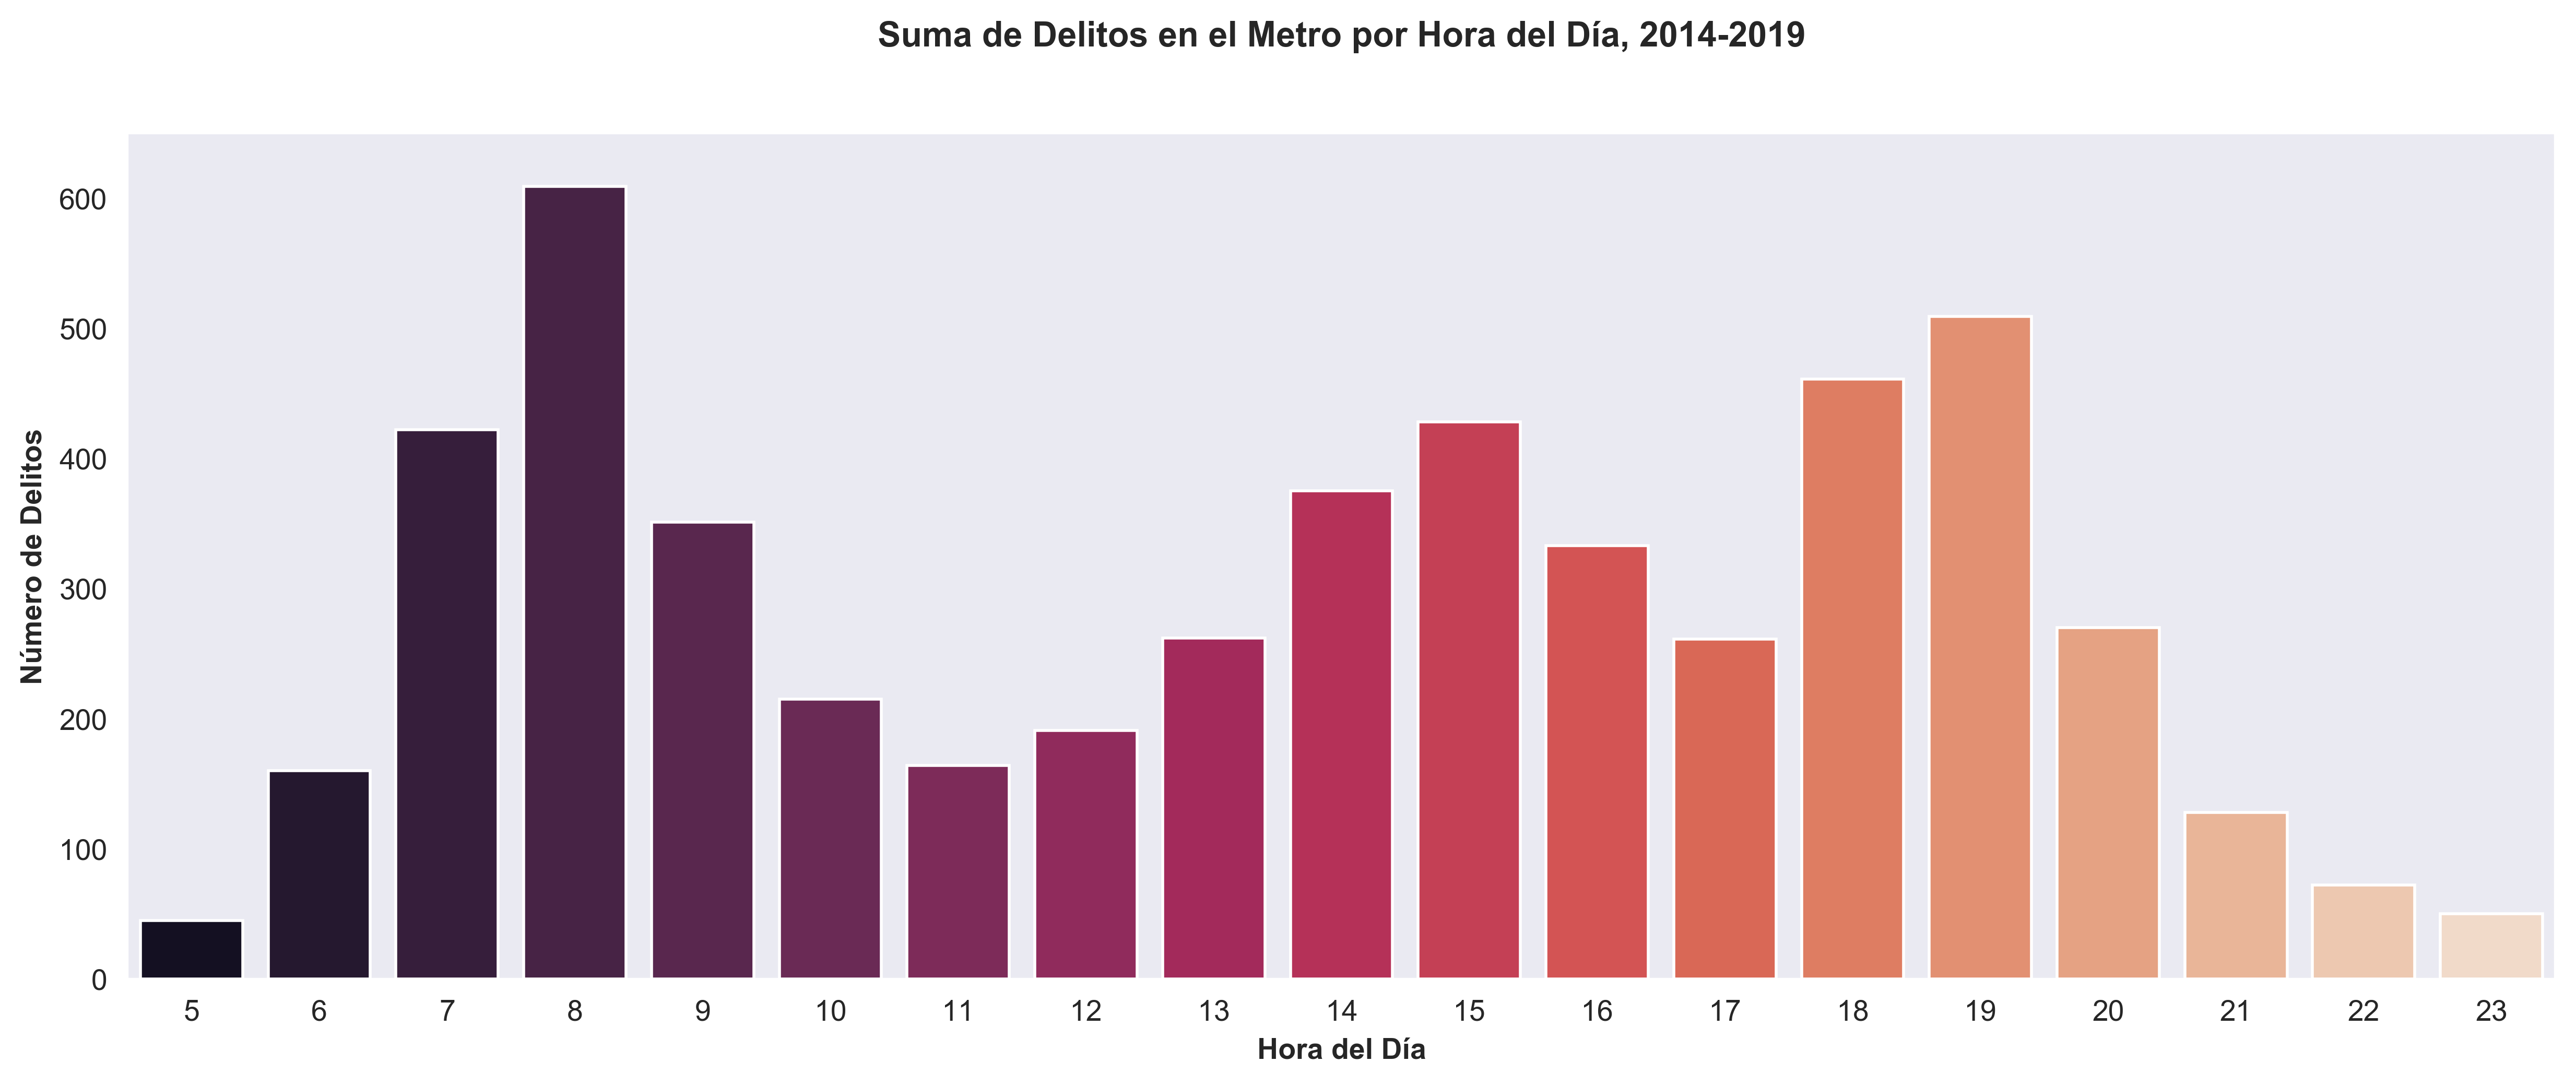 Suma de Delitos en el Metro por Hora del Día, 2014-2019
Número de Delitos
600
500
400
300
200
100
0
5 6 7 8 9 10 11 12 13 14 15 16 17 18 19 20 21 22 23
Hora del Día